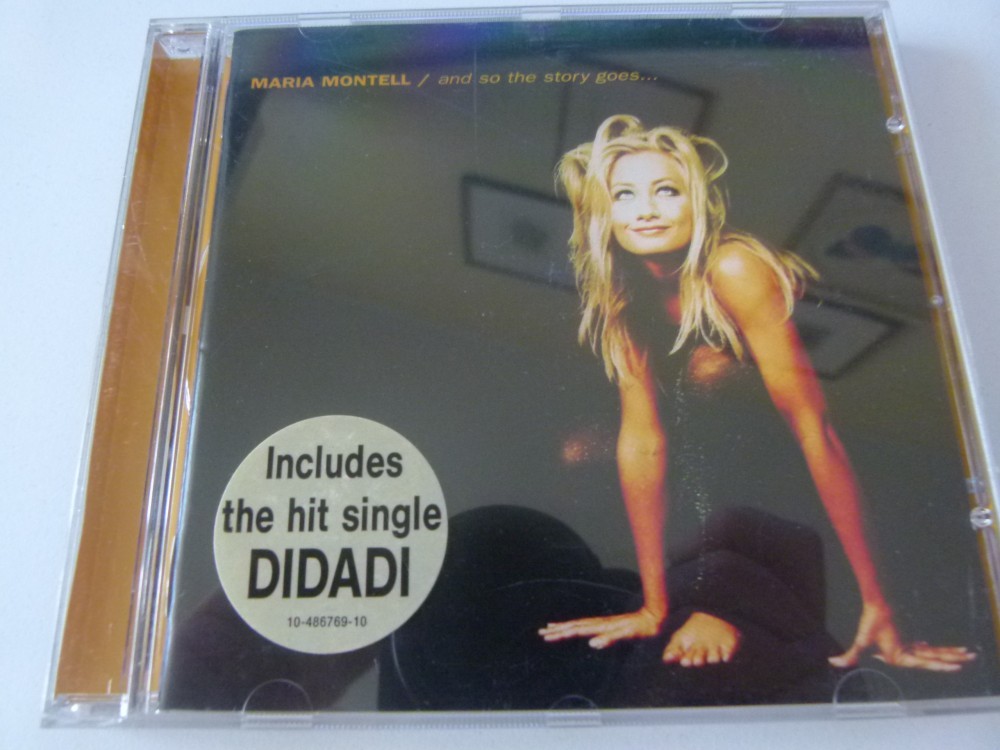 MARIA MONTELL / and so the story goes...
Includes
the hit single
DIDADI
10-486769-10